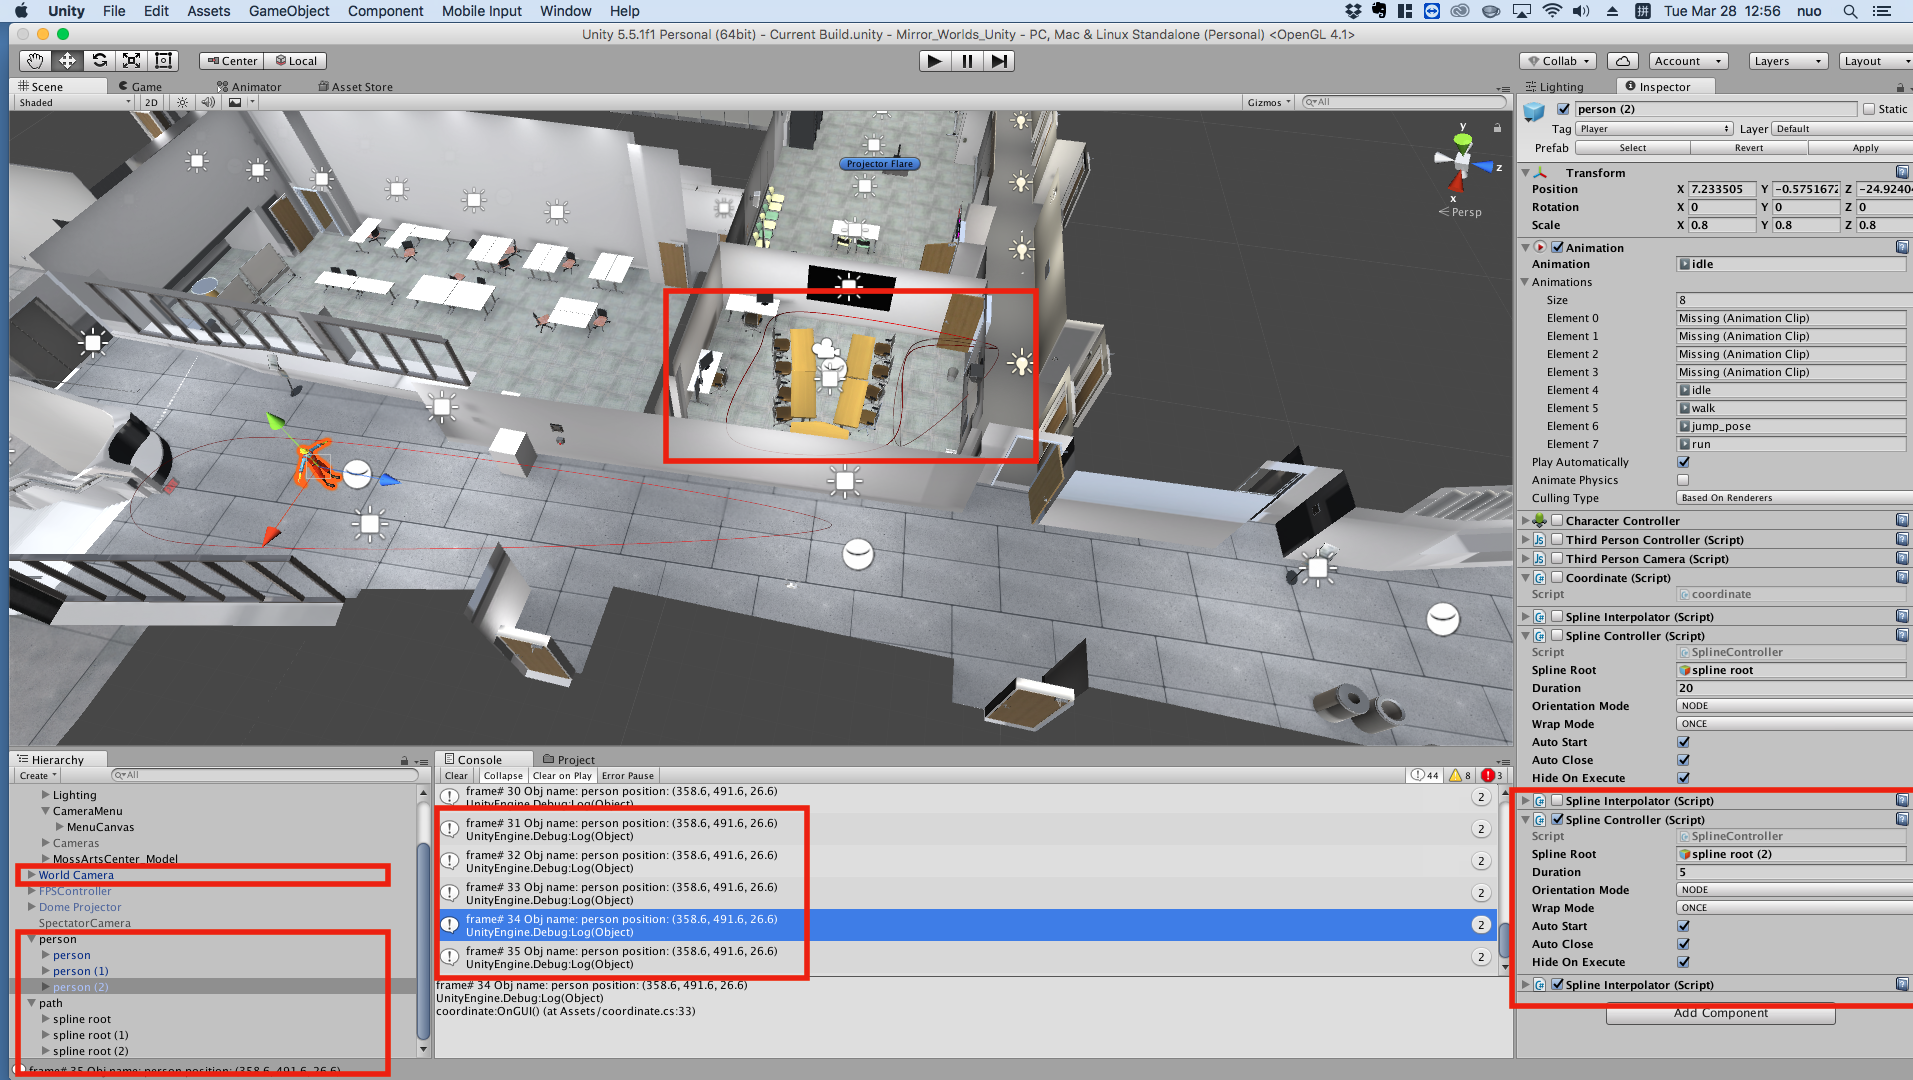 Unity File Edit Assets GameObject Component Mobile Input Window Help Tue Mar 28 12:56 nuo
Unity 5.5.1f1 Personal (64bit) - Current Build.unity - Mirror_Worlds_Unity - PC, Mac & Linux Standalone (Personal) <OpenGL 4.1>
Center Local Collab Account Layers Layout
Scene Game Animator Asset Store
Shaded 2D Gizmos All
Projector Flare
y
z
x
Persp
Lighting Inspector
person (2) Static
Tag Player Layer Default
Prefab Select Revert Apply
Transform
Position X 7.233505 Y -0.5751672 Z -24.92404
Rotation X 0 Y 0 Z 0
Scale X 0.8 Y 0.8 Z 0.8
Animation
Animation idle
Animations
Size 8
Element 0 Missing (Animation Clip)
Element 1 Missing (Animation Clip)
Element 2 Missing (Animation Clip)
Element 3 Missing (Animation Clip)
Element 4 idle
Element 5 walk
Element 6 jump_pose
Element 7 run
Play Automatically
Animate Physics
Culling Type Based On Renderers
Character Controller
Third Person Controller (Script)
Third Person Camera (Script)
Coordinate (Script)
Script coordinate
Spline Interpolator (Script)
Spline Controller (Script)
Script SplineController
Spline Root spline root
Duration 20
Orientation Mode NODE
Wrap Mode ONCE
Auto Start
Auto Close
Hide On Execute
Spline Interpolator (Script)
Spline Controller (Script)
Script SplineController
Spline Root spline root (2)
Duration 5
Orientation Mode NODE
Wrap Mode ONCE
Auto Start
Auto Close
Hide On Execute
Spline Interpolator (Script)
Add Component
Hierarchy
Create All
Lighting
CameraMenu
MenuCanvas
Cameras
MossArtsCenter_Model
World Camera
FPSController
Dome Projector
SpectatorCamera
person
person
person (1)
person (2)
path
spline root
spline root (1)
spline root (2)
frame# 35 Obj name: person position: (358.6, 491.6, 26.6)
Console Project
Clear Collapse Clear on Play Error Pause 44 8 3
frame# 30 Obj name: person position: (358.6, 491.6, 26.6) 2
UnityEngine.Debug:Log(Object)
frame# 31 Obj name: person position: (358.6, 491.6, 26.6) 2
UnityEngine.Debug:Log(Object)
frame# 32 Obj name: person position: (358.6, 491.6, 26.6) 2
UnityEngine.Debug:Log(Object)
frame# 33 Obj name: person position: (358.6, 491.6, 26.6) 2
UnityEngine.Debug:Log(Object)
frame# 34 Obj name: person position: (358.6, 491.6, 26.6) 2
UnityEngine.Debug:Log(Object)
frame# 35 Obj name: person position: (358.6, 491.6, 26.6) 2
UnityEngine.Debug:Log(Object)
frame# 34 Obj name: person position: (358.6, 491.6, 26.6)
UnityEngine.Debug:Log(Object)
coordinate:OnGUI() (at Assets/coordinate.cs:33)